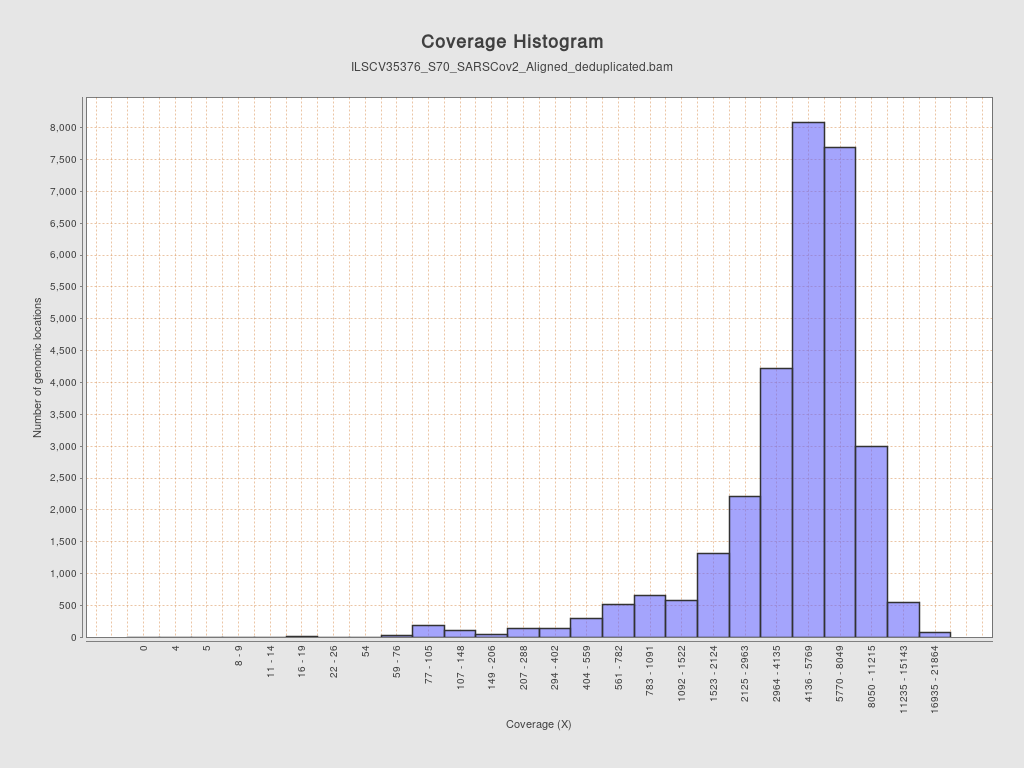 Coverage Histogram
ILSCV35376_S70_SARSCov2_Aligned_deduplicated.bam
Number of genomic locations
8,000
7,500
7,000
6,500
6,000
5,500
5,000
4,500
4,000
3,500
3,000
2,500
2,000
1,500
1,000
500
0
0
4
5
8 - 9
11 - 14
16 - 19
22 - 26
54
59 - 76
77 - 105
107 - 148
149 - 206
207 - 288
294 - 402
404 - 559
561 - 782
783 - 1091
1092 - 1522
1523 - 2124
2125 - 2963
2964 - 4135
4136 - 5769
5770 - 8049
8050 - 11215
11235 - 15143
16935 - 21864
Coverage (X)